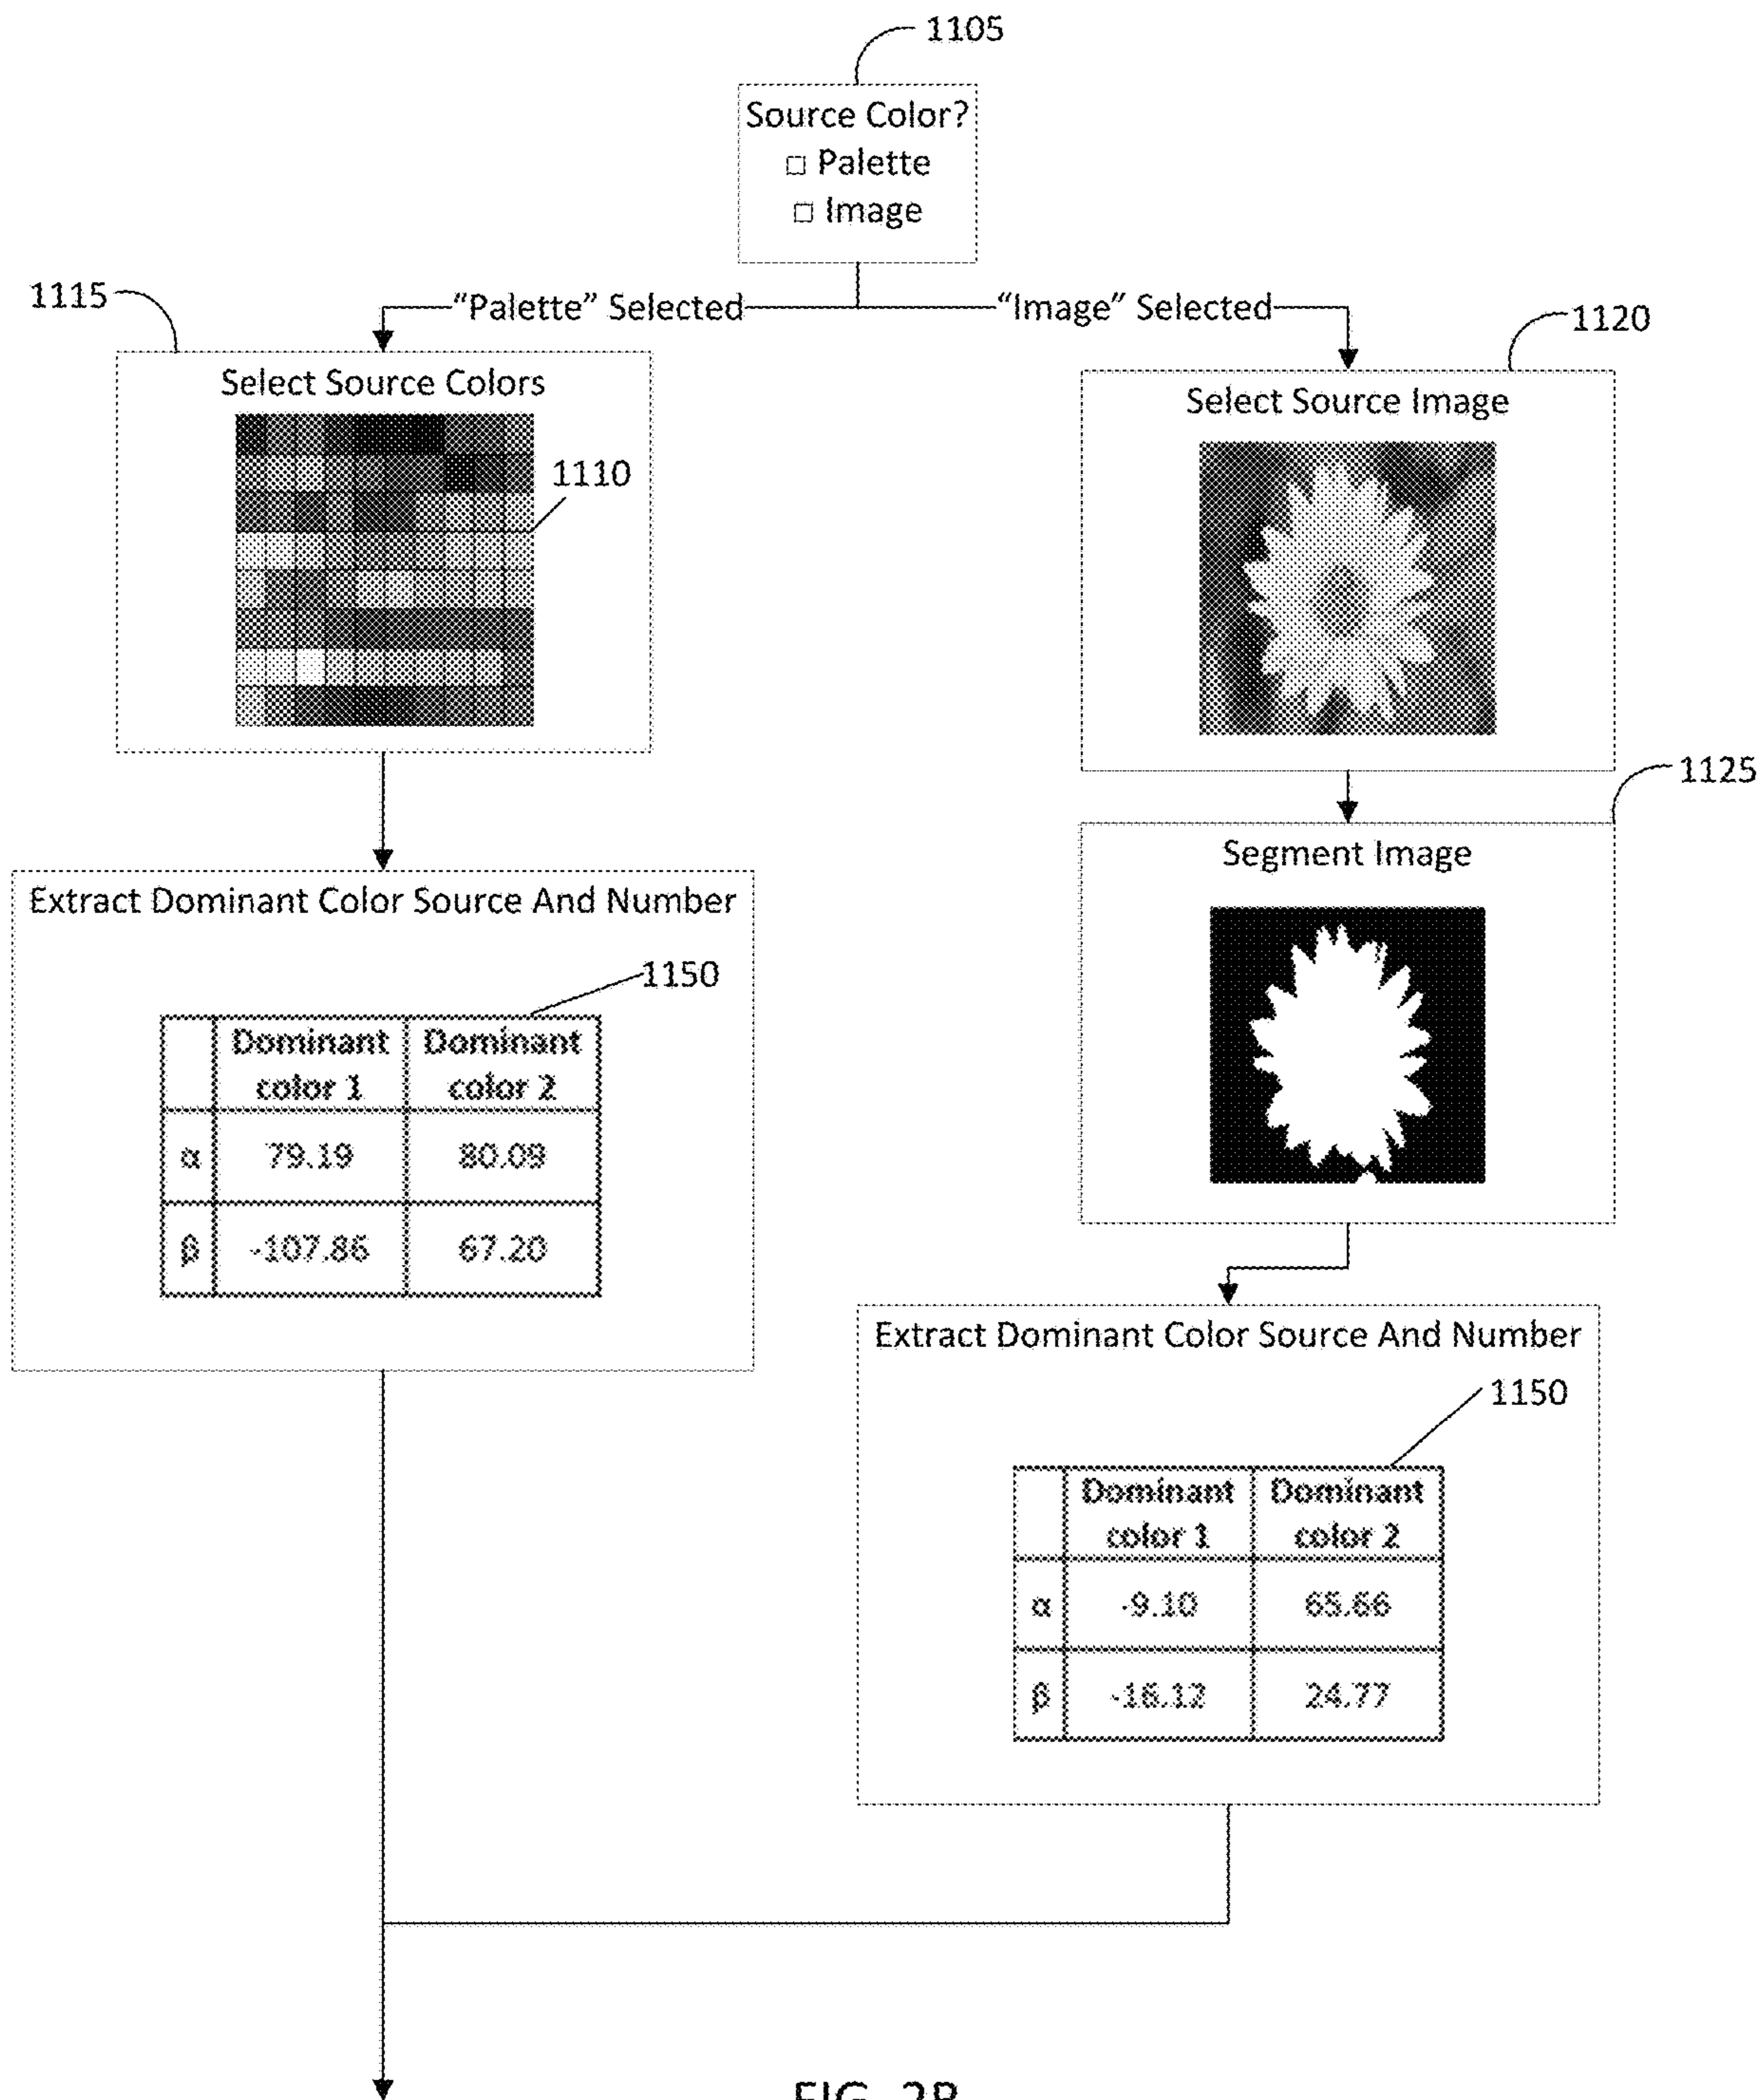 1105
Source Color?
□ Palette
□ Image
"Palette" Selected
"Image" Selected
1115
Select Source Colors
1110
1120
Select Source Image
1125
Segment Image
Extract Dominant Color Source And Number
1150
Dominant color 1
Dominant color 2
α 79.19 80.09
β -107.86 67.20
Extract Dominant Color Source And Number
1150
Dominant color 1
Dominant color 2
α -9.10 65.66
β -16.12 24.77
FIG. 2B